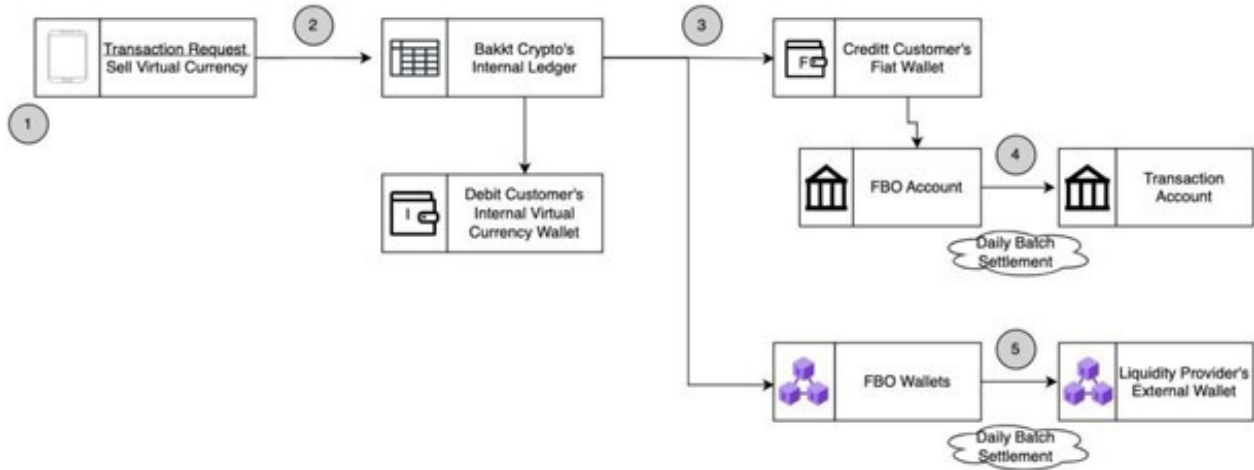 1
Transaction Request
Sell Virtual Currency
2
Bakkt Crypto's
Internal Ledger
3
F
Creditt Customer's
Fiat Wallet
I
Debit Customer's
Internal Virtual
Currency Wallet
FBO Account
4
Transaction
Account
Daily Batch
Settlement
FBO Wallets
5
Liquidity Provider's
External Wallet
Daily Batch
Settlement